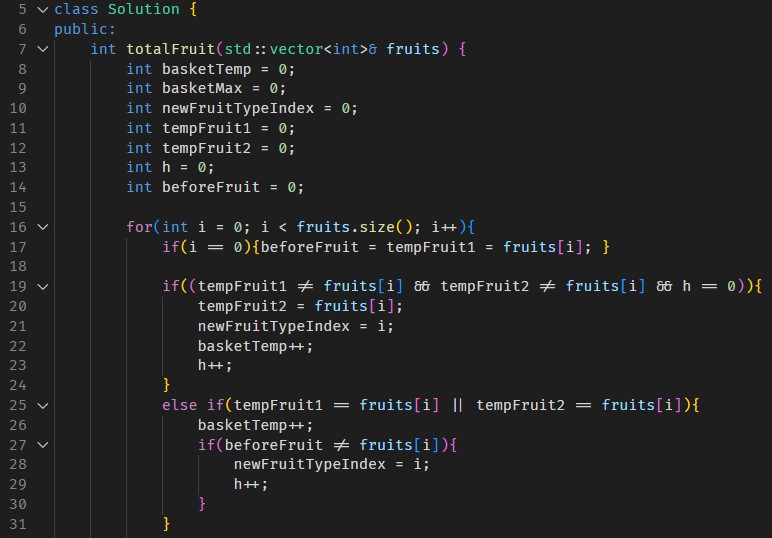 5 class Solution {
6 public:
7     int totalFruit(std::vector<int>& fruits) {
8         int basketTemp = 0;
9         int basketMax = 0;
10         int newFruitTypeIndex = 0;
11         int tempFruit1 = 0;
12         int tempFruit2 = 0;
13         int h = 0;
14         int beforeFruit = 0;
15
16         for(int i = 0; i < fruits.size(); i++){
17             if(i == 0){beforeFruit = tempFruit1 = fruits[i]; }
18
19             if((tempFruit1 != fruits[i] && tempFruit2 != fruits[i] && h == 0)){
20                 tempFruit2 = fruits[i];
21                 newFruitTypeIndex = i;
22                 basketTemp++;
23                 h++;
24             }
25             else if(tempFruit1 == fruits[i] || tempFruit2 == fruits[i]){
26                 basketTemp++;
27                 if(beforeFruit != fruits[i]){
28                     newFruitTypeIndex = i;
29                     h++;
30                 }
31             }